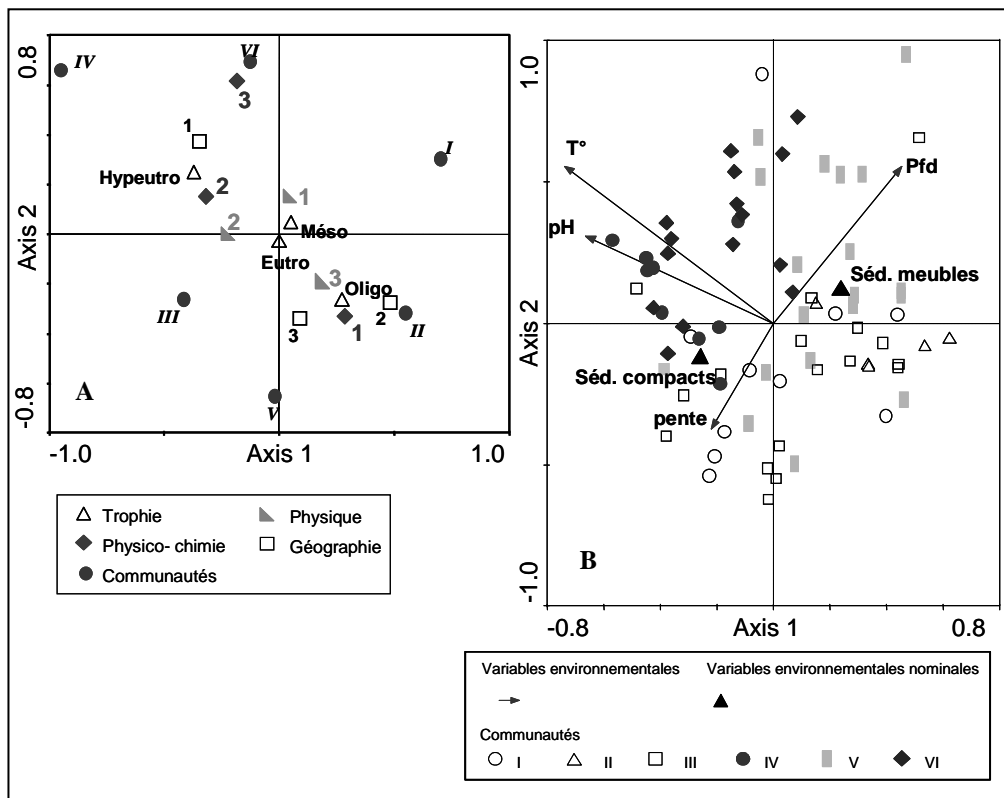 0.8
IV
VI
3
1
I
Hypeutro
2
1
2
Méso
Axis 2
Eutro
3
Oligo
III
3
1
2
II
A
V
-0.8
-1.0
Axis 1
1.0
Trophie
Physique
Physico- chimie
Géographie
Communautés
1.0
T°
Pfd
pH
Séd. meubles
Axis 2
Séd. compacts
pente
B
-1.0
-0.8
Axis 1
0.8
Variables environnementales
Variables environnementales nominales
Communautés
I II III IV V VI